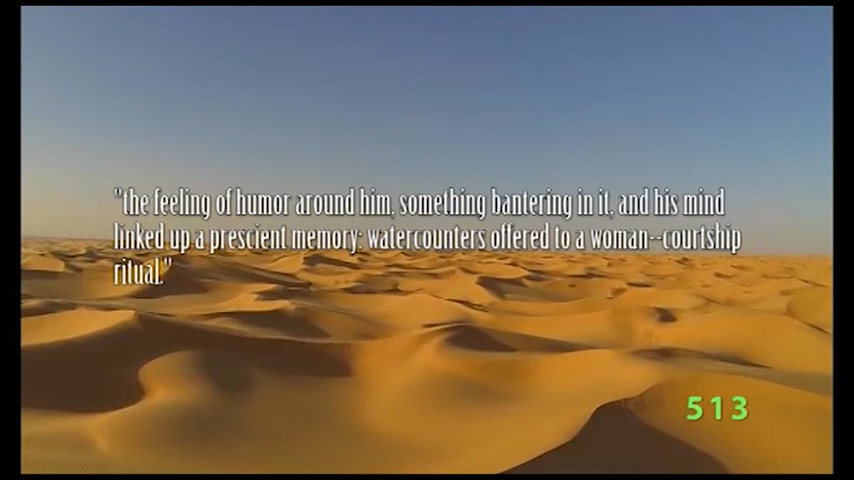 "the feeling of humor around him, something bantering in it, and his mind
linked up a prescient memory: watercounters offered to a woman--courtship
ritual."
513